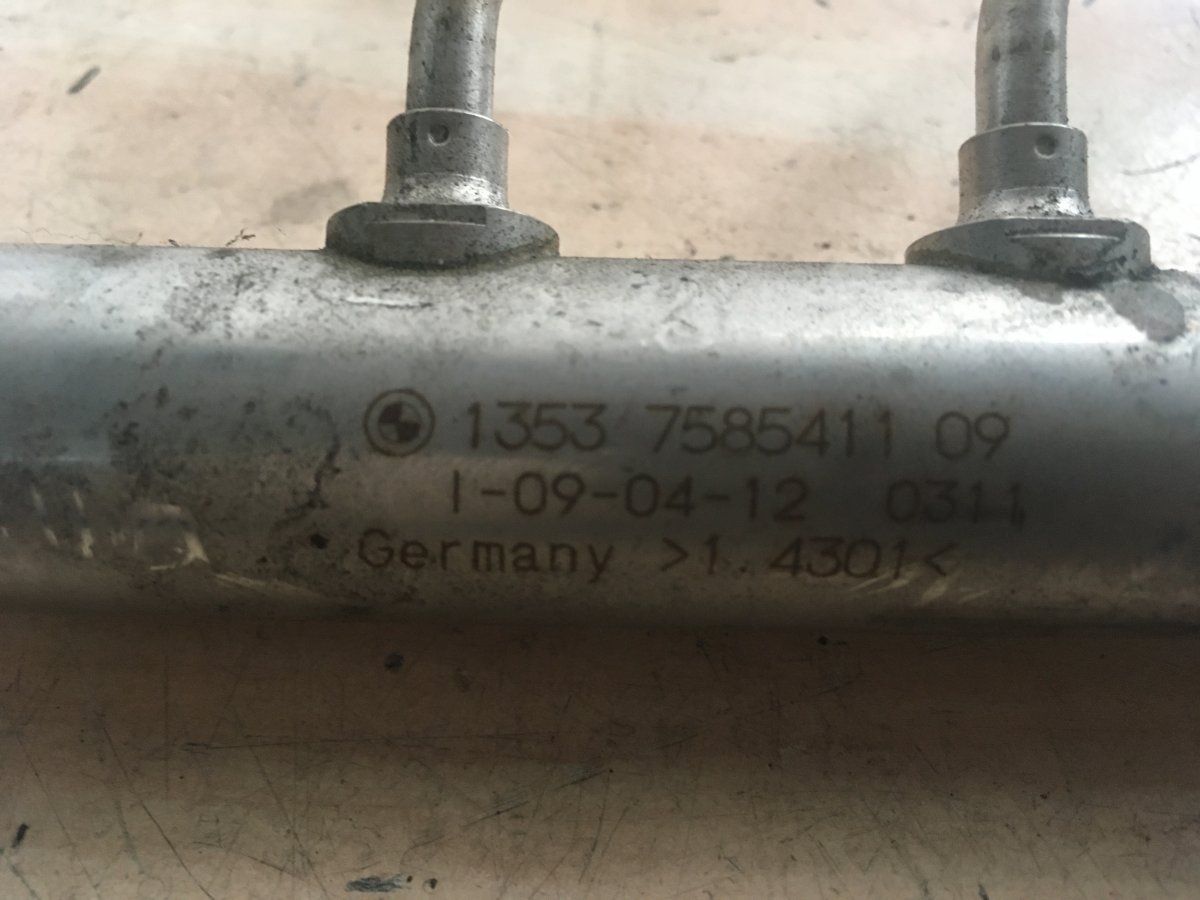 1353 7585411 09
I-09-04-12 0311
Germany >1.4301<